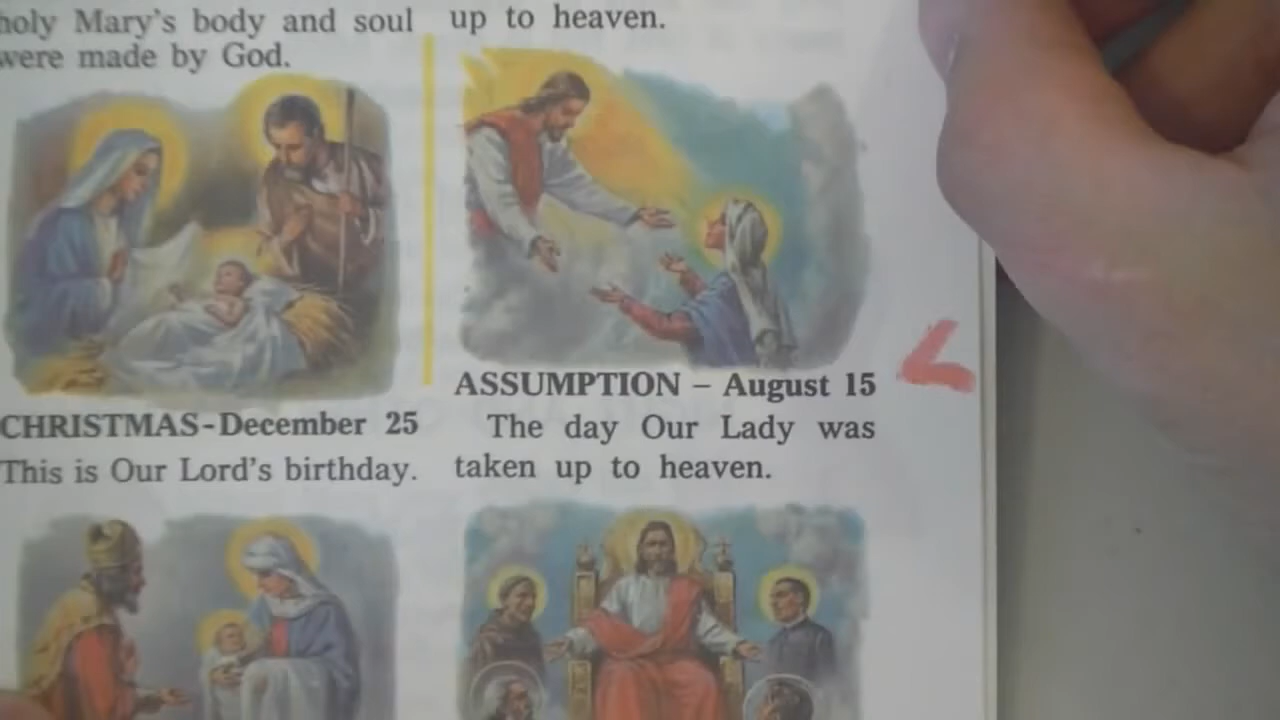 holy Mary's body and soul
were made by God.
CHRISTMAS-December 25
This is Our Lord's birthday.
up to heaven.
ASSUMPTION – August 15
The day Our Lady was
taken up to heaven.